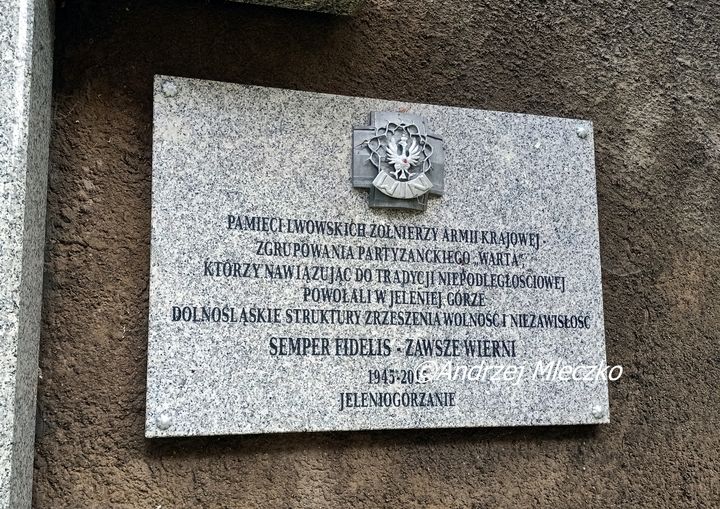 PAMIĘCI LWOWSKICH ŻOŁNIERZY ARMII KRAJOWEJ
ZGRUPOWANIA PARTYZANCKIEGO „WARTA”
KTÓRZY NAWIĄZUJĄC DO TRADYCJI NIEPODLEGŁOŚCIOWEJ
POWOŁALI W JELENIEJ GÓRZE
DOLNOŚLĄSKIE STRUKTURY ZRZESZENIA WOLNOŚĆ I NIEZAWISŁOŚĆ
SEMPER FIDELIS - ZAWSZE WIERNI
©Andrzej Mleczko
JELENIOGÓRZANIE